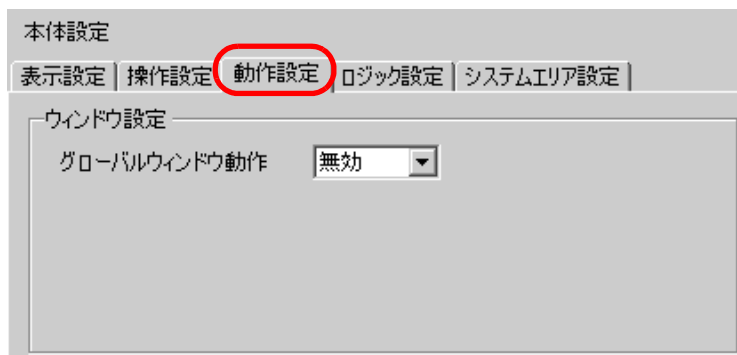 本体設定
表示設定 操作設定 動作設定 ロジック設定 システムエリア設定
ウィンドウ設定
グローバルウィンドウ動作 無効